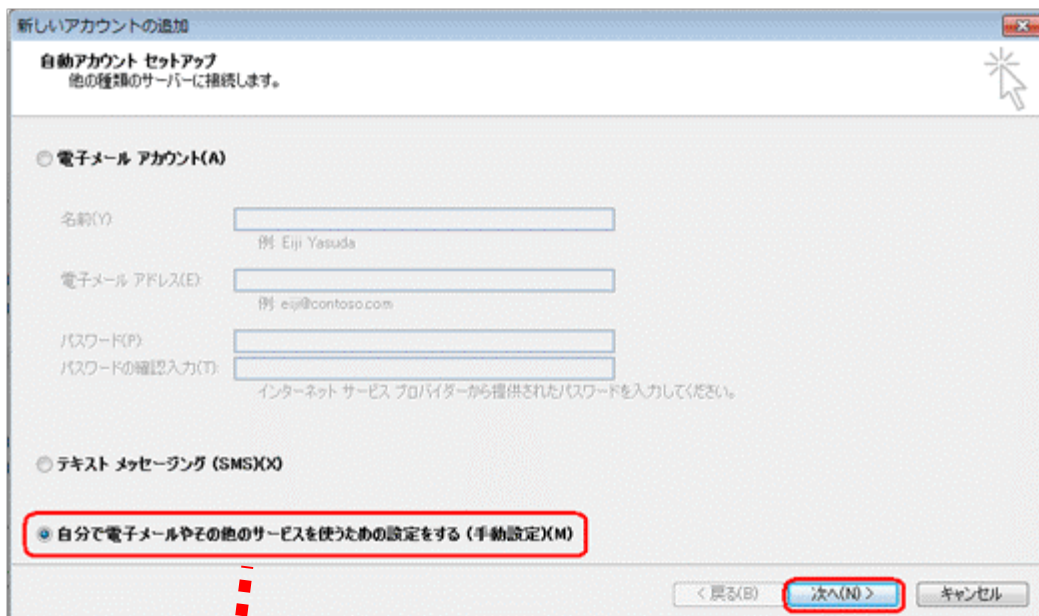 新しいアカウントの追加
自動アカウント セットアップ
他の種類のサーバーに接続します。
電子メール アカウント(A)
名前(Y):
例: Eiji Yasuda
電子メール アドレス(E):
例: eiji@contoso.com
パスワード(P):
パスワードの確認入力(T):
インターネット サービス プロバイダーから提供されたパスワードを入力してください。
テキスト メッセージング (SMS)(X)
自分で電子メールやその他のサービスを使うための設定をする (手動設定)(M)
< 戻る(B) 次へ(N) > キャンセル